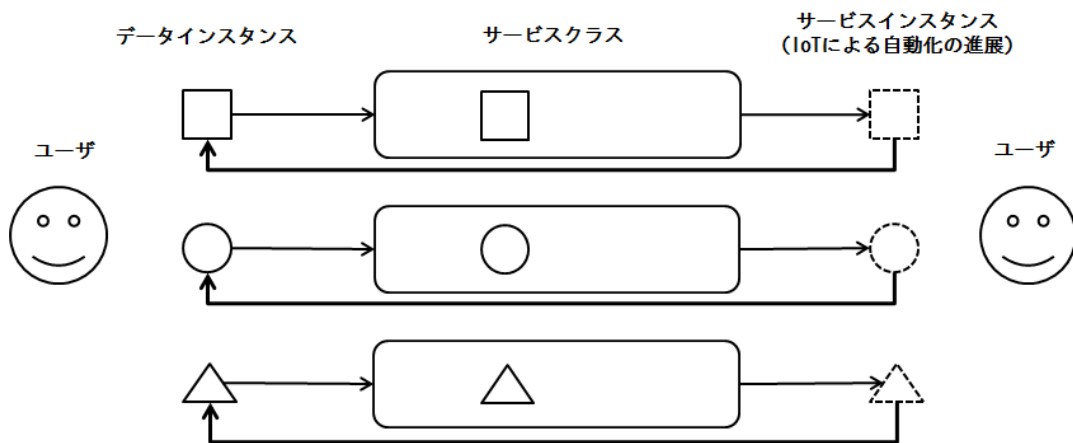 データインスタンス
サービスクラス
サービスインスタンス
(IoTによる自動化の進展)
ユーザ
ユーザ